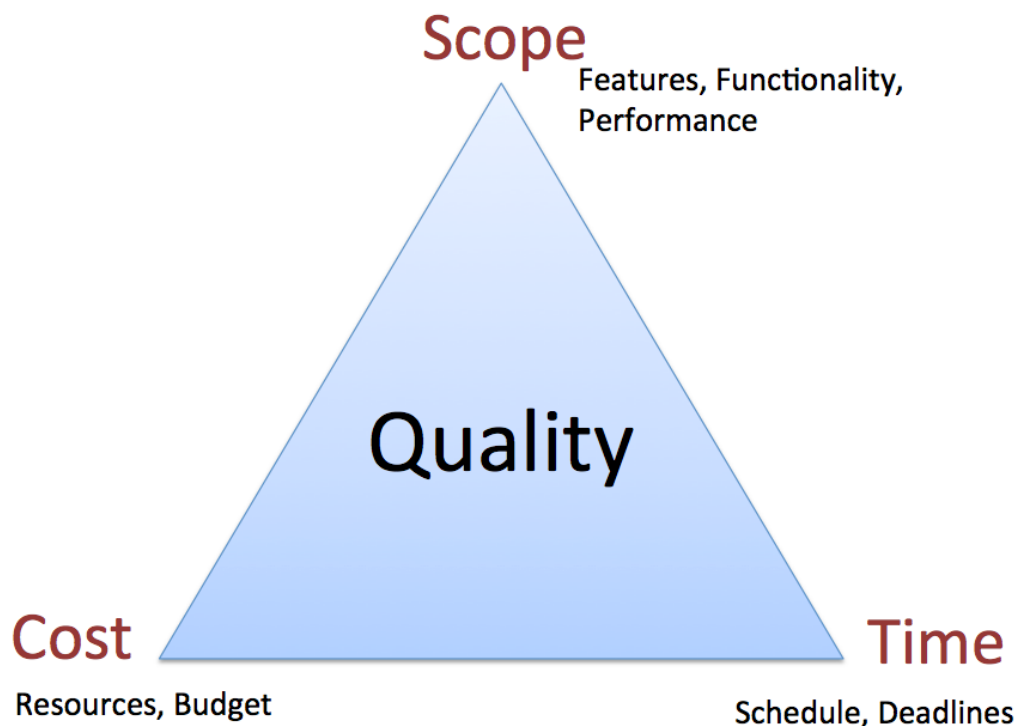 Scope
Features, Functionality,
Performance
Quality
Cost
Time
Resources, Budget
Schedule, Deadlines